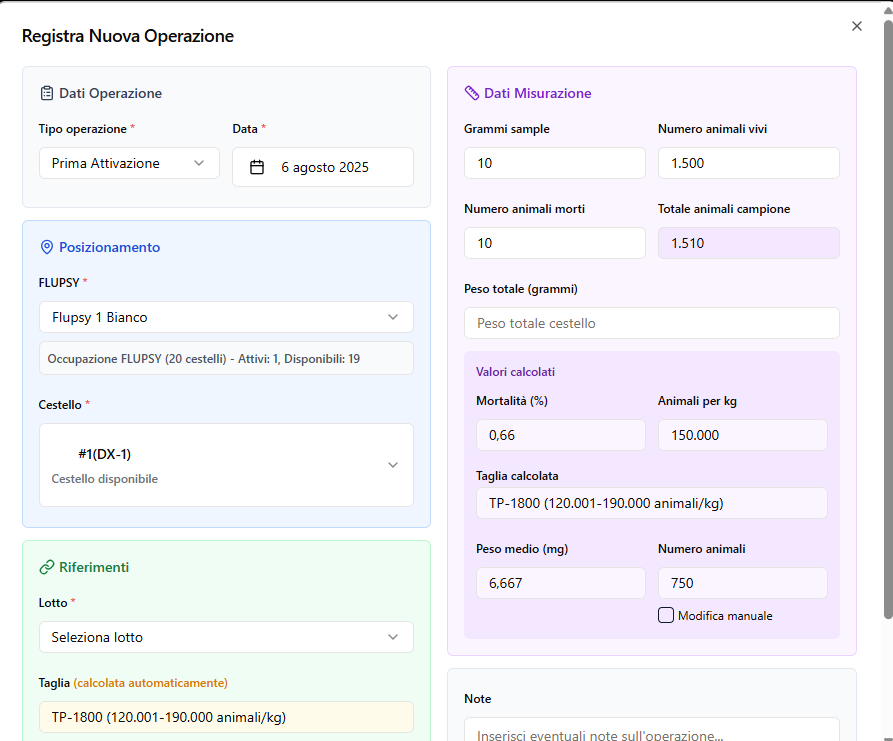 Registra Nuova Operazione
Dati Operazione
Tipo operazione *
Data *
Prima Attivazione
6 agosto 2025
Posizionamento
FLUPSY *
Flupsy 1 Bianco
Occupazione FLUPSY (20 cestelli) - Attivi: 1, Disponibili: 19
Cestello *
#1(DX-1)
Cestello disponibile
Riferimenti
Lotto *
Seleziona lotto
Taglia (calcolata automaticamente)
TP-1800 (120.001-190.000 animali/kg)
Dati Misurazione
Grammi sample
Numero animali vivi
10
1.500
Numero animali morti
Totale animali campione
10
1.510
Peso totale (grammi)
Peso totale cestello
Valori calcolati
Mortalità (%)
Animali per kg
0,66
150.000
Taglia calcolata
TP-1800 (120.001-190.000 animali/kg)
Peso medio (mg)
Numero animali
6,667
750
Modifica manuale
Note
Inserisci eventuali note sull'operazione...